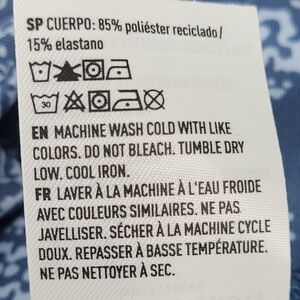 SP CUERPO: 85% poliéster reciclado/
15% elastano
30
EN MACHINE WASH COLD WITH LIKE
COLORS. DO NOT BLEACH. TUMBLE DRY
LOW. COOL IRON.
FR LAVER À LA MACHINE À L'EAU FROIDE
AVEC COULEURS SIMILAIRES. NE PAS
JAVELLISER. SÉCHER À LA MACHINE CYCLE
DOUX. REPASSER À BASSE TEMPÉRATURE.
NE PAS NETTOYER À SEC.